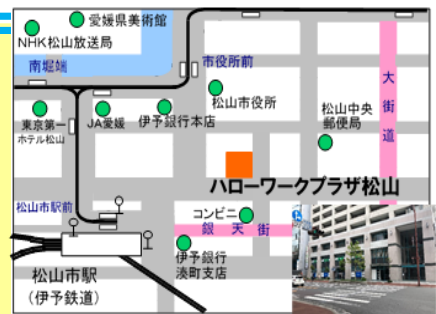 愛媛県美術館
NHK松山放送局
南堀端
市役所前
大街道
松山市役所
東京第一
ホテル松山
JA愛媛
伊予銀行本店
松山中央
郵便局
ハローワークプラザ松山
松山市駅前
コンビニ
銀天街
伊予銀行
湊町支店
松山市駅
(伊予鉄道)